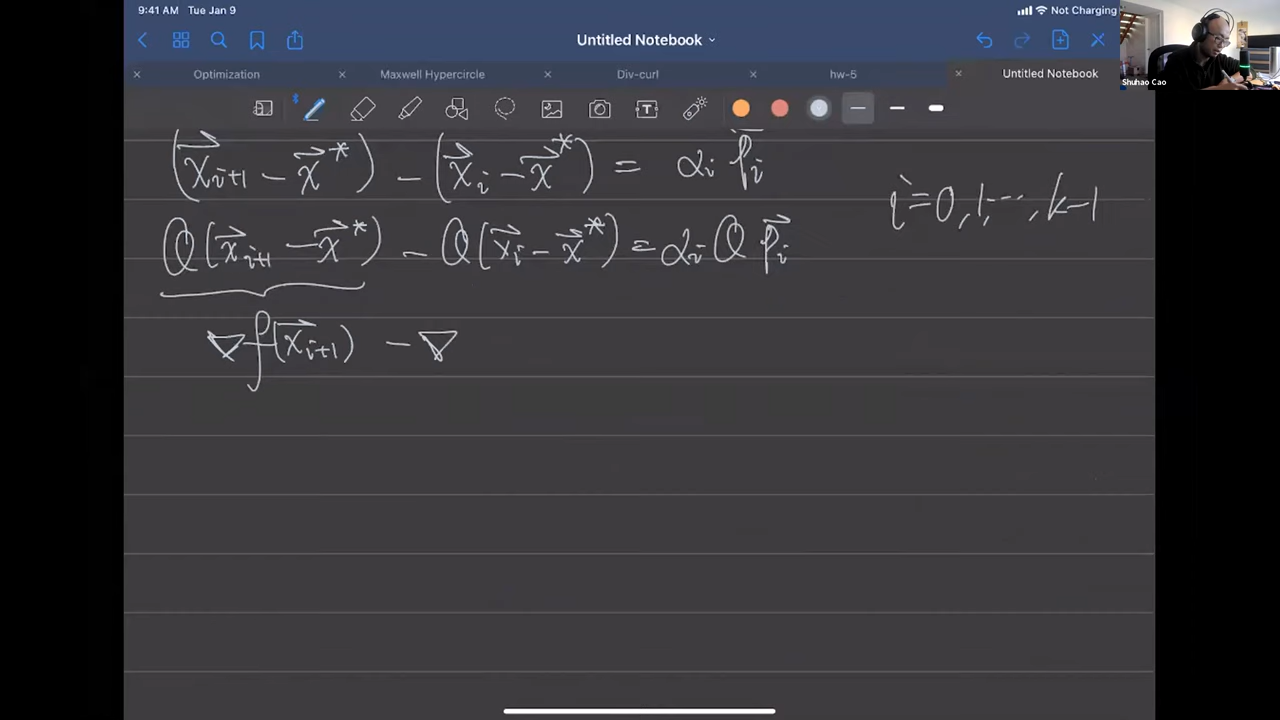 9:41 AM Tue Jan 9
Not Charging
Untitled Notebook
Shuhao Cao
Optimization
Maxwell Hypercircle
Div-curl
hw-5
Untitled Notebook
T
(x⃗ᵢ₊₁ − x⃗*) − (x⃗ᵢ − x⃗*) = αᵢ p⃗ᵢ
i = 0, 1, ⋯, k−1
Q(x⃗ᵢ₊₁ − x⃗*) − Q(x⃗ᵢ − x⃗*) = αᵢ Q p⃗ᵢ
∇f(x⃗ᵢ₊₁) − ∇